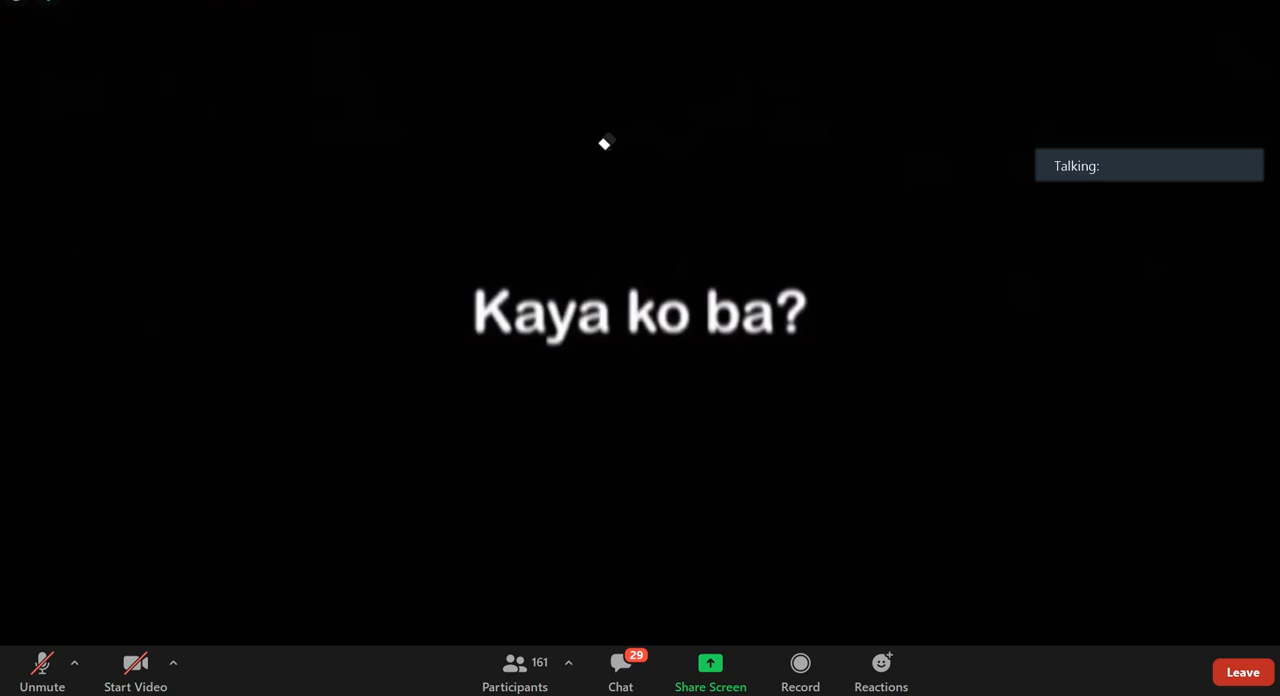 Talking:
Kaya ko ba?
161
29
Unmute
Start Video
Participants
Chat
Share Screen
Record
Reactions
Leave